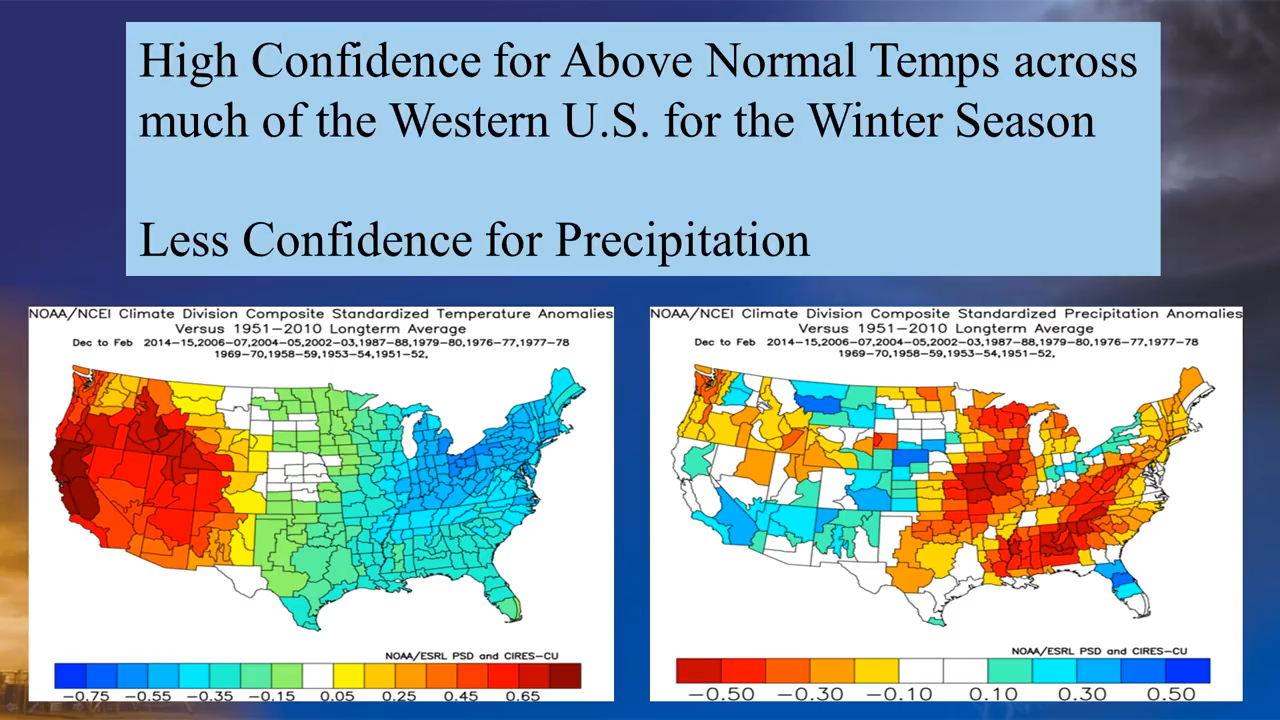 High Confidence for Above Normal Temps across
much of the Western U.S. for the Winter Season
Less Confidence for Precipitation
NOAA/NCEI Climate Division Composite Standardized Temperature Anomalies
Versus 1951−2010 Longterm Average
Dec to Feb 2014−15,2006−07,2004−05,2002−03,1987−88,1979−80,1976−77,1977−78
1969−70,1958−59,1953−54,1951−52,
NOAA/ESRL PSD and CIRES−CU
−0.75 −0.55 −0.35 −0.15 0.05 0.25 0.45 0.65
NOAA/NCEI Climate Division Composite Standardized Precipitation Anomalies
Versus 1951−2010 Longterm Average
Dec to Feb 2014−15,2006−07,2004−05,2002−03,1987−88,1979−80,1976−77,1977−78
1969−70,1958−59,1953−54,1951−52,
NOAA/ESRL PSD and CIRES−CU
−0.50 −0.30 −0.10 0.10 0.30 0.50